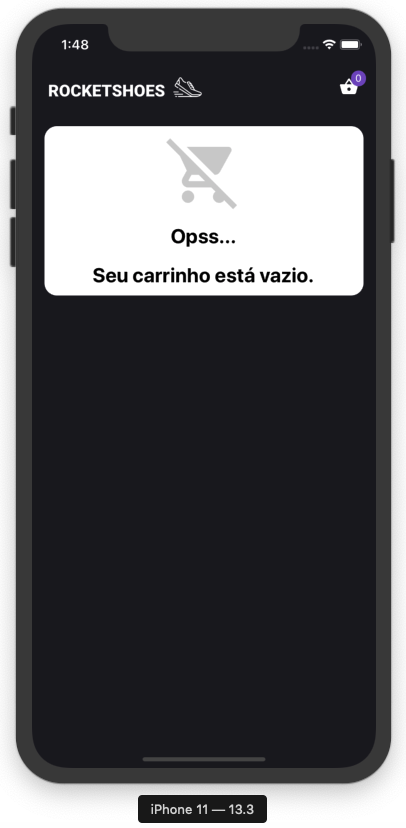 1:48
ROCKETSHOES
0
Opss...
Seu carrinho está vazio.
iPhone 11 — 13.3